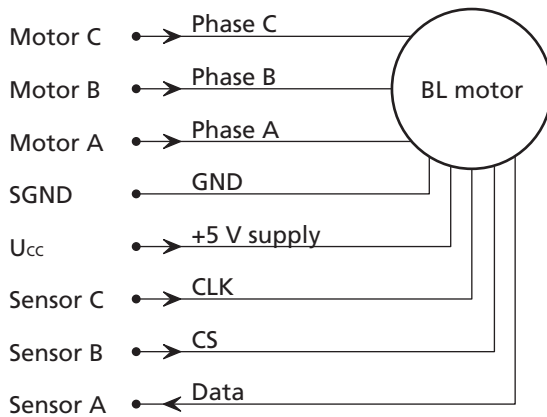 Motor C Phase C
Motor B Phase B BL motor
Motor A Phase A
SGND GND
Ucc +5 V supply
Sensor C CLK
Sensor B CS
Sensor A Data